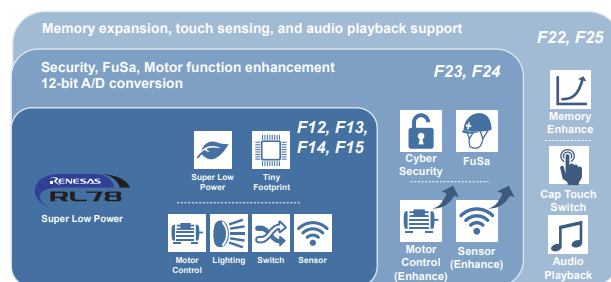 Memory expansion, touch sensing, and audio playback support
F22, F25
Security, FuSa, Motor function enhancement
12-bit A/D conversion
F23, F24
F12, F13,
F14, F15
RENESAS
RL78
Super Low Power
Super Low
Power
Tiny
Footprint
Motor
Control
Lighting
Switch
Sensor
Cyber
Security
FuSa
Motor
Control
(Enhance)
Sensor
(Enhance)
Memory
Enhance
Cap Touch
Switch
Audio
Playback